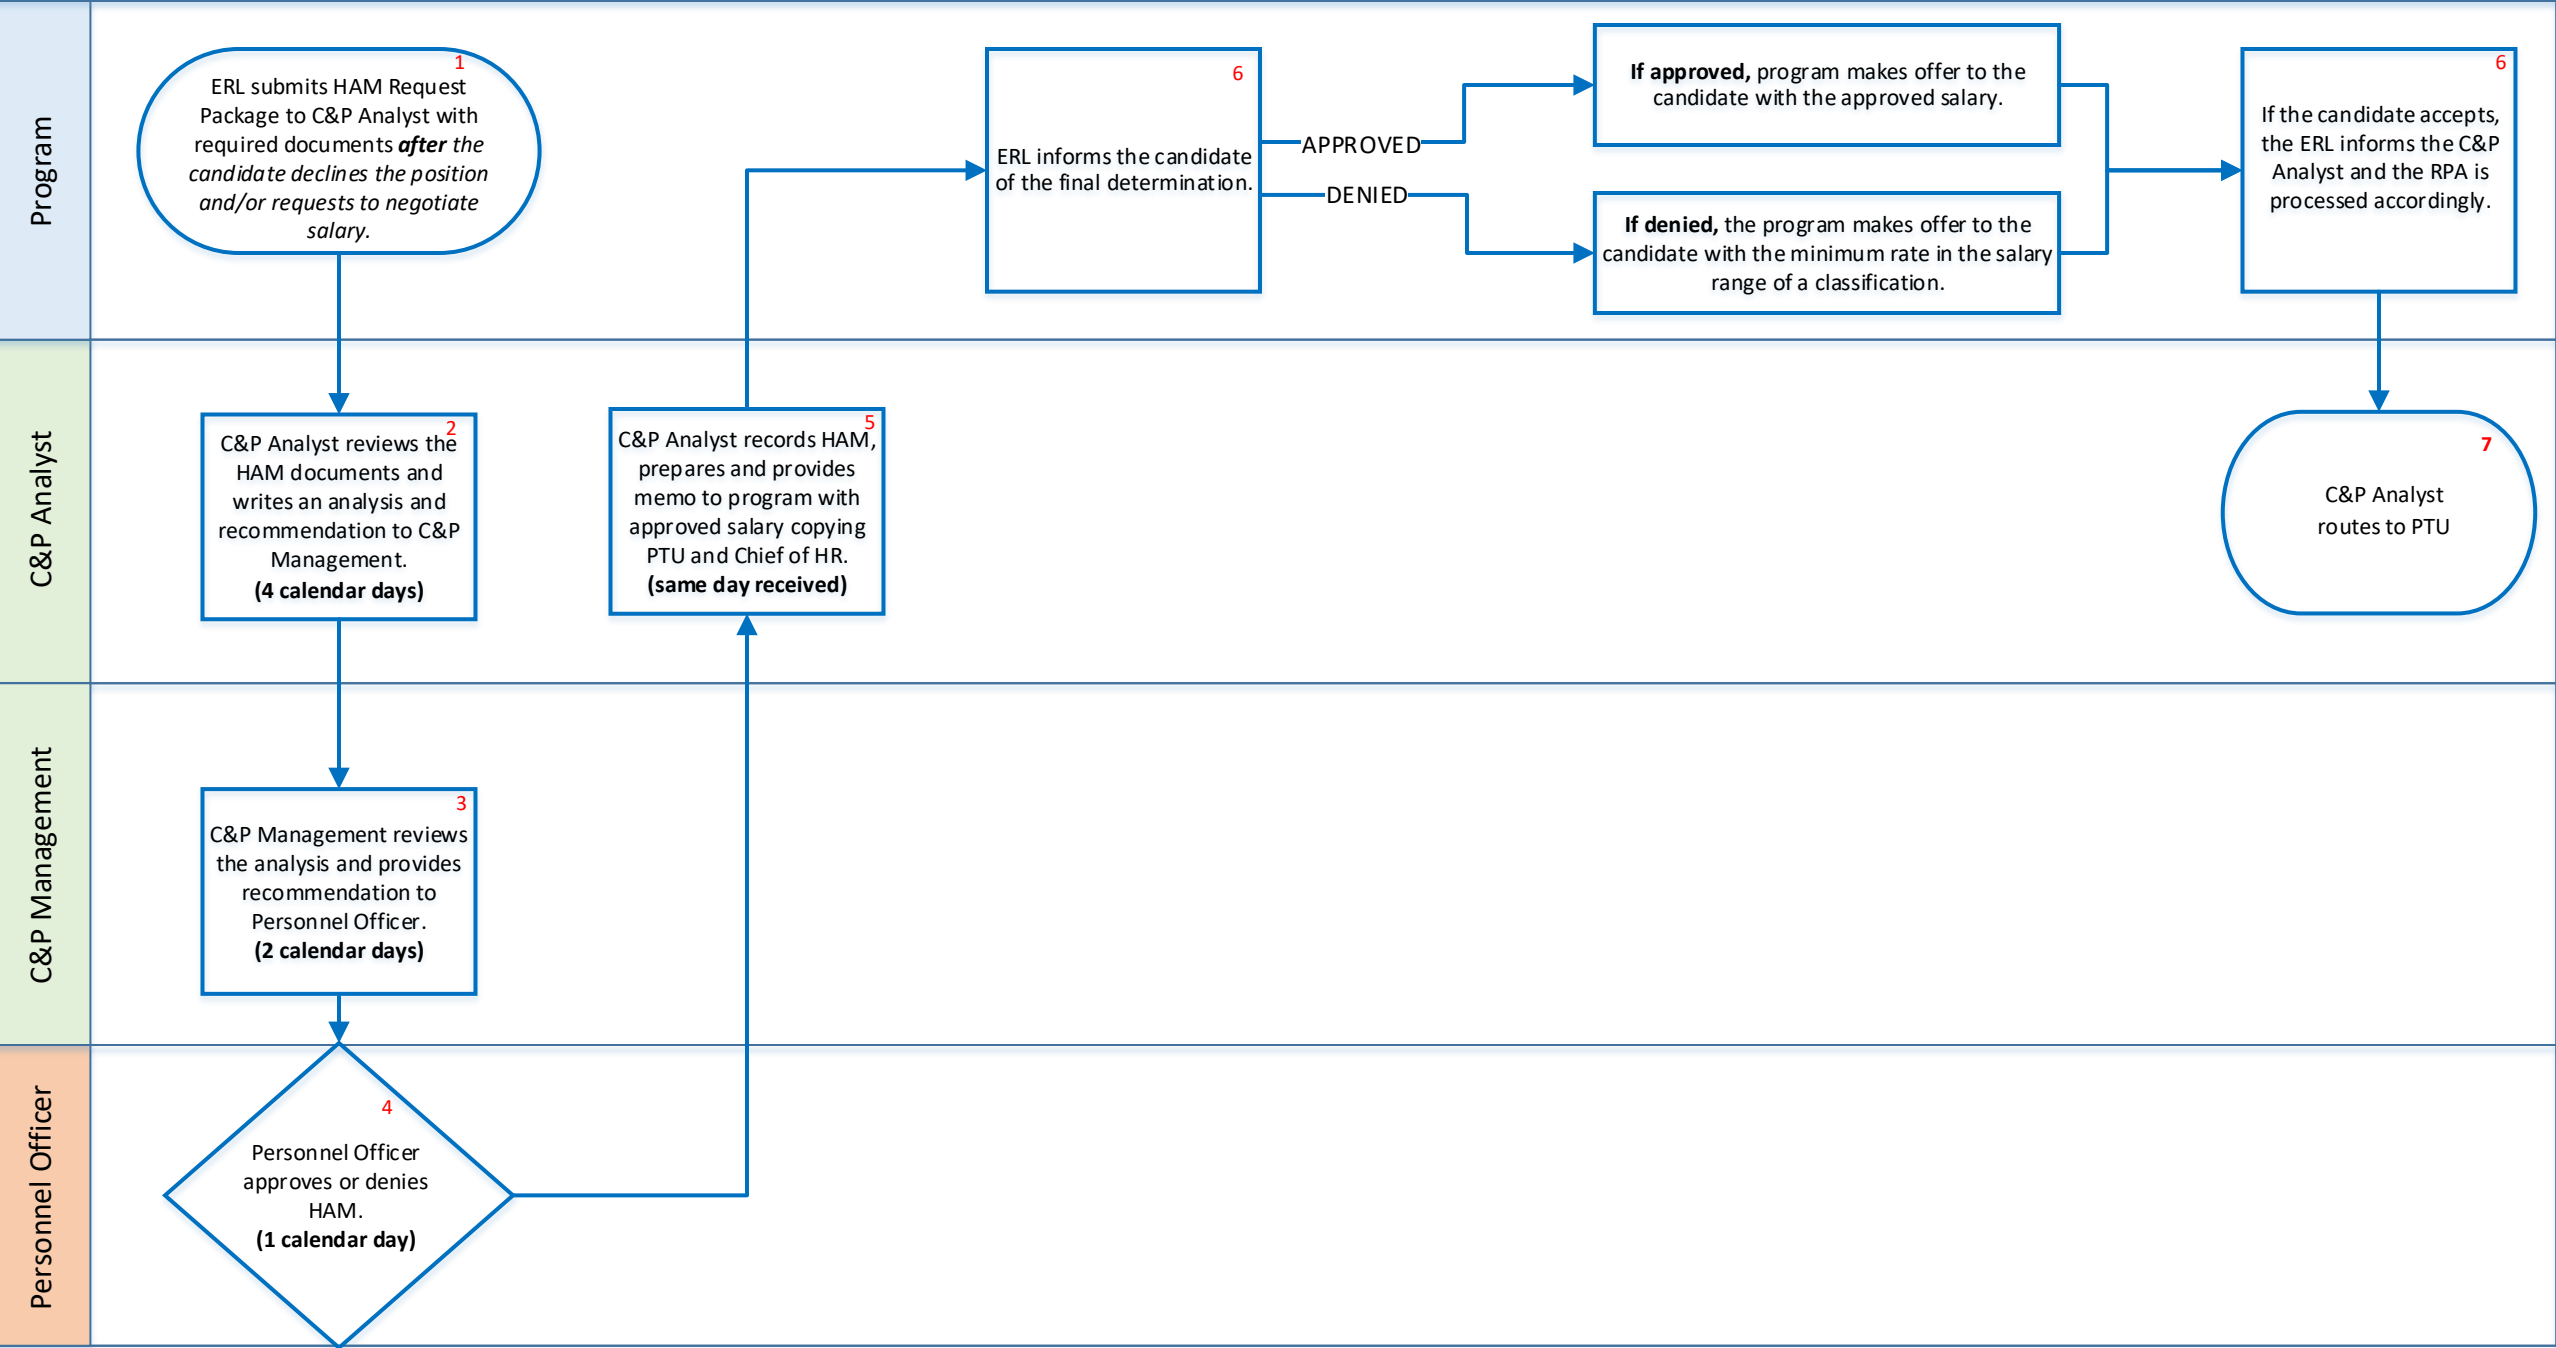 Program
1
ERL submits HAM Request
Package to C&P Analyst with
required documents after the
candidate declines the position
and/or requests to negotiate
salary.
6
ERL informs the candidate
of the final determination.
APPROVED
DENIED
If approved, program makes offer to the
candidate with the approved salary.
If denied, the program makes offer to the
candidate with the minimum rate in the salary
range of a classification.
6
If the candidate accepts,
the ERL informs the C&P
Analyst and the RPA is
processed accordingly.
C&P Analyst
2
C&P Analyst reviews the
HAM documents and
writes an analysis and
recommendation to C&P
Management.
(4 calendar days)
5
C&P Analyst records HAM,
prepares and provides
memo to program with
approved salary copying
PTU and Chief of HR.
(same day received)
7
C&P Analyst
routes to PTU
C&P Management
3
C&P Management reviews
the analysis and provides
recommendation to
Personnel Officer.
(2 calendar days)
Personnel Officer
4
Personnel Officer
approves or denies
HAM.
(1 calendar day)